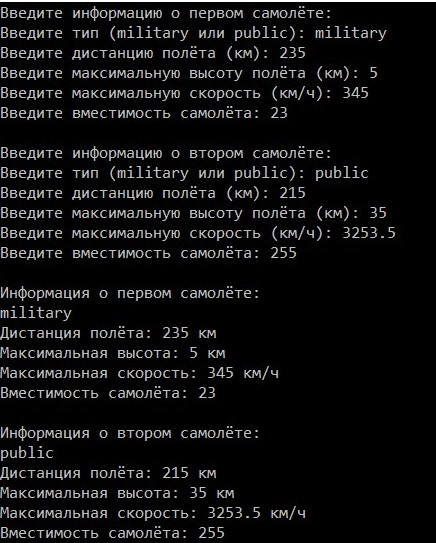 Введите информацию о первом самолёте:
Введите тип (military или public): military
Введите дистанцию полёта (км): 235
Введите максимальную высоту полёта (км): 5
Введите максимальную скорость (км/ч): 345
Введите вместимость самолёта: 23
Введите информацию о втором самолёте:
Введите тип (military или public): public
Введите дистанцию полёта (км): 215
Введите максимальную высоту полёта (км): 35
Введите максимальную скорость (км/ч): 3253.5
Введите вместимость самолёта: 255
Информация о первом самолёте:
military
Дистанция полёта: 235 км
Максимальная высота: 5 км
Максимальная скорость: 345 км/ч
Вместимость самолёта: 23
Информация о втором самолёте:
public
Дистанция полёта: 215 км
Максимальная высота: 35 км
Максимальная скорость: 3253.5 км/ч
Вместимость самолёта: 255